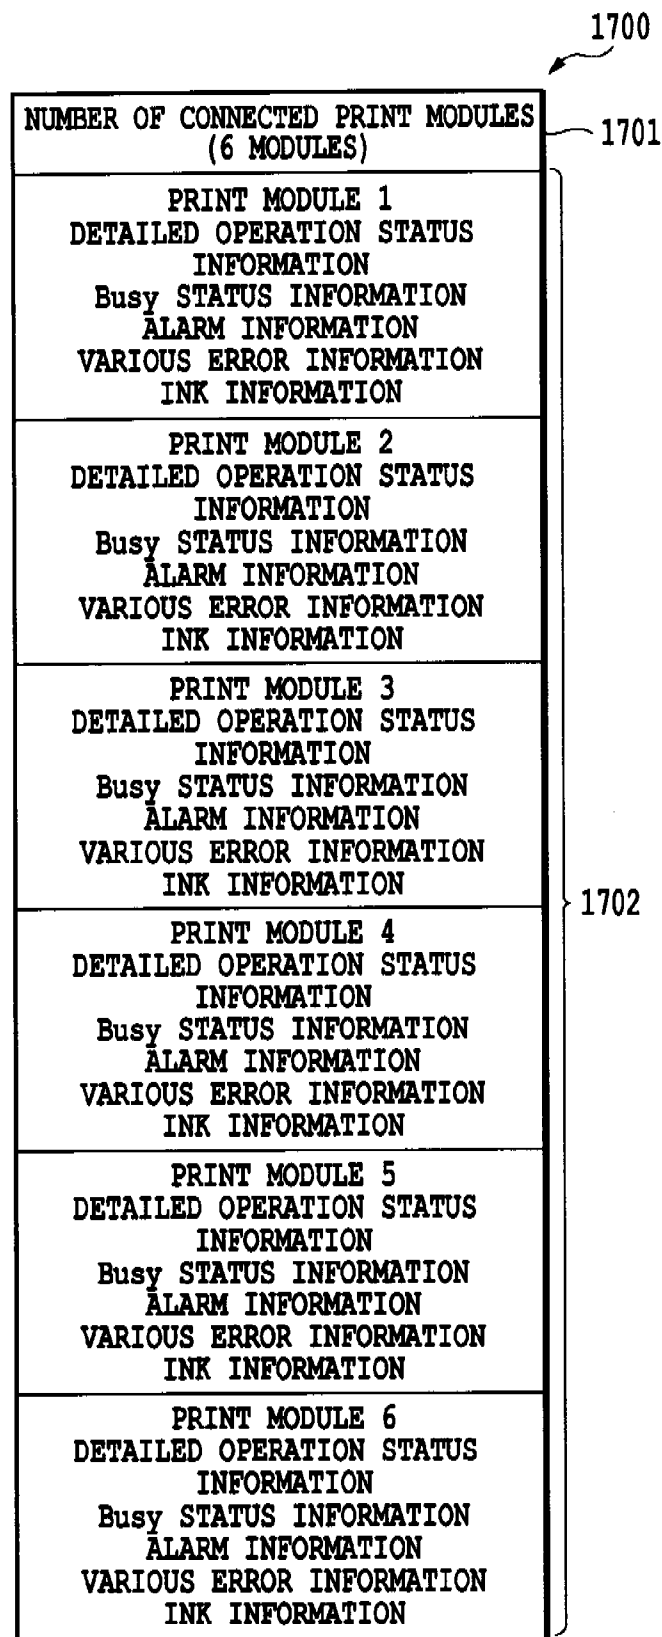 1700
NUMBER OF CONNECTED PRINT MODULES
(6 MODULES)
1701
PRINT MODULE 1
DETAILED OPERATION STATUS
INFORMATION
Busy STATUS INFORMATION
ALARM INFORMATION
VARIOUS ERROR INFORMATION
INK INFORMATION
PRINT MODULE 2
DETAILED OPERATION STATUS
INFORMATION
Busy STATUS INFORMATION
ALARM INFORMATION
VARIOUS ERROR INFORMATION
INK INFORMATION
PRINT MODULE 3
DETAILED OPERATION STATUS
INFORMATION
Busy STATUS INFORMATION
ALARM INFORMATION
VARIOUS ERROR INFORMATION
INK INFORMATION
1702
PRINT MODULE 4
DETAILED OPERATION STATUS
INFORMATION
Busy STATUS INFORMATION
ALARM INFORMATION
VARIOUS ERROR INFORMATION
INK INFORMATION
PRINT MODULE 5
DETAILED OPERATION STATUS
INFORMATION
Busy STATUS INFORMATION
ALARM INFORMATION
VARIOUS ERROR INFORMATION
INK INFORMATION
PRINT MODULE 6
DETAILED OPERATION STATUS
INFORMATION
Busy STATUS INFORMATION
ALARM INFORMATION
VARIOUS ERROR INFORMATION
INK INFORMATION